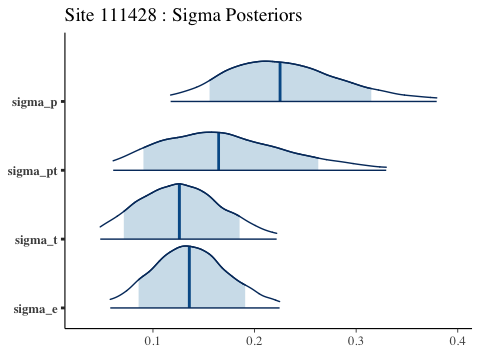 Site 111428 : Sigma Posteriors
sigma_p
sigma_pt
sigma_t
sigma_e
0.1 0.2 0.3 0.4